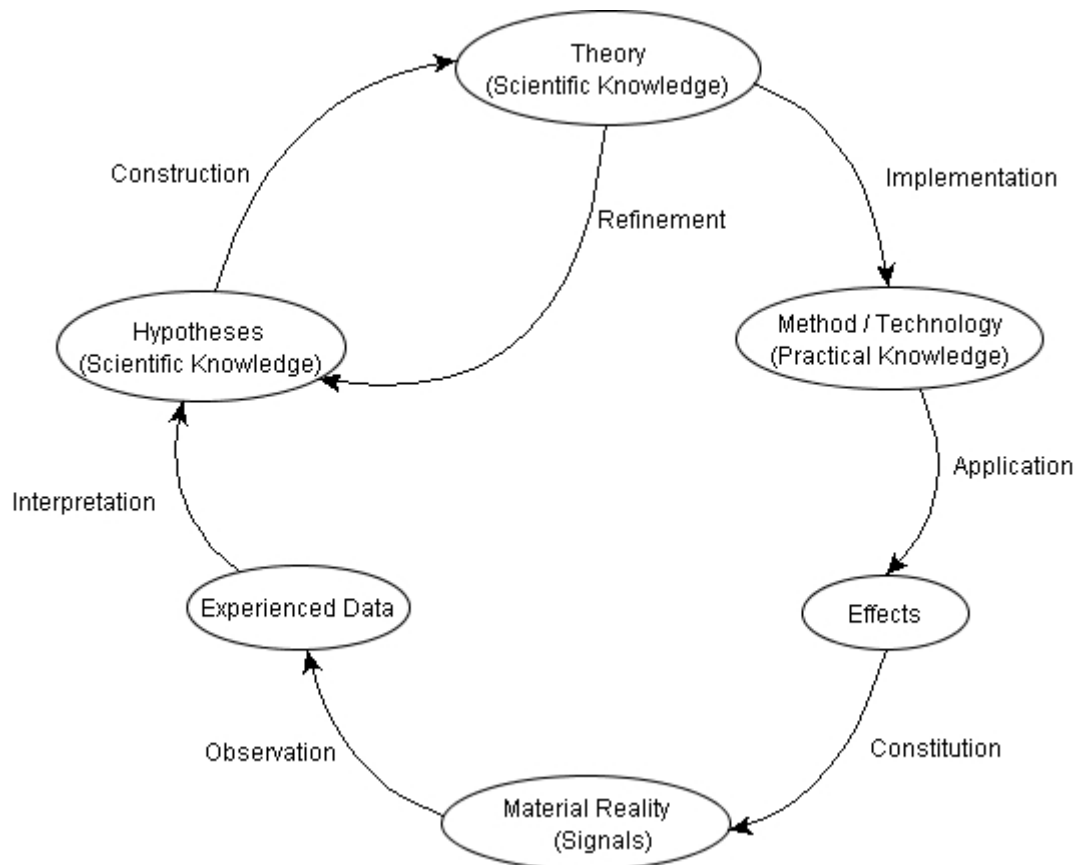 Theory
(Scientific Knowledge)
Construction
Implementation
Refinement
Hypotheses
(Scientific Knowledge)
Method / Technology
(Practical Knowledge)
Application
Interpretation
Experienced Data
Effects
Observation
Constitution
Material Reality
(Signals)